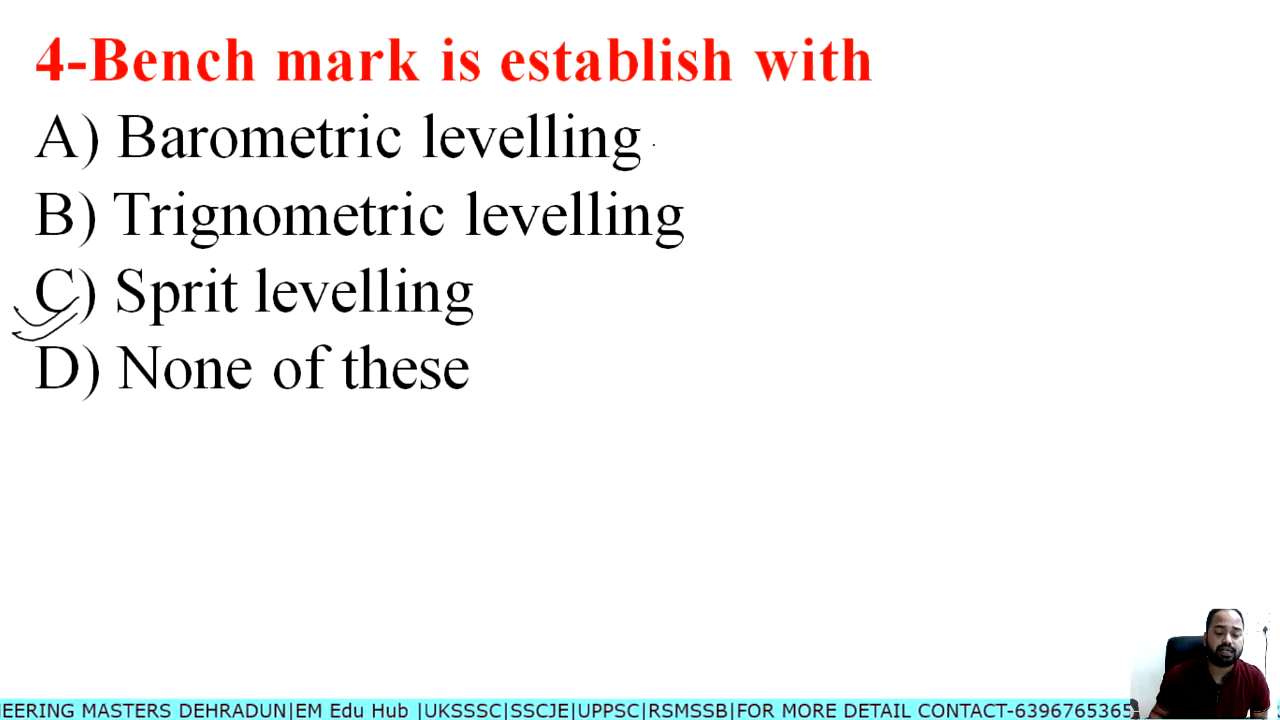 4-Bench mark is establish with
A) Barometric levelling
B) Trignometric levelling
C) Sprit levelling
D) None of these
NEERING MASTERS DEHRADUN|EM Edu Hub |UKSSSC|SSCJE|UPPSC|RSMSSB|FOR MORE DETAIL CONTACT-6396765365